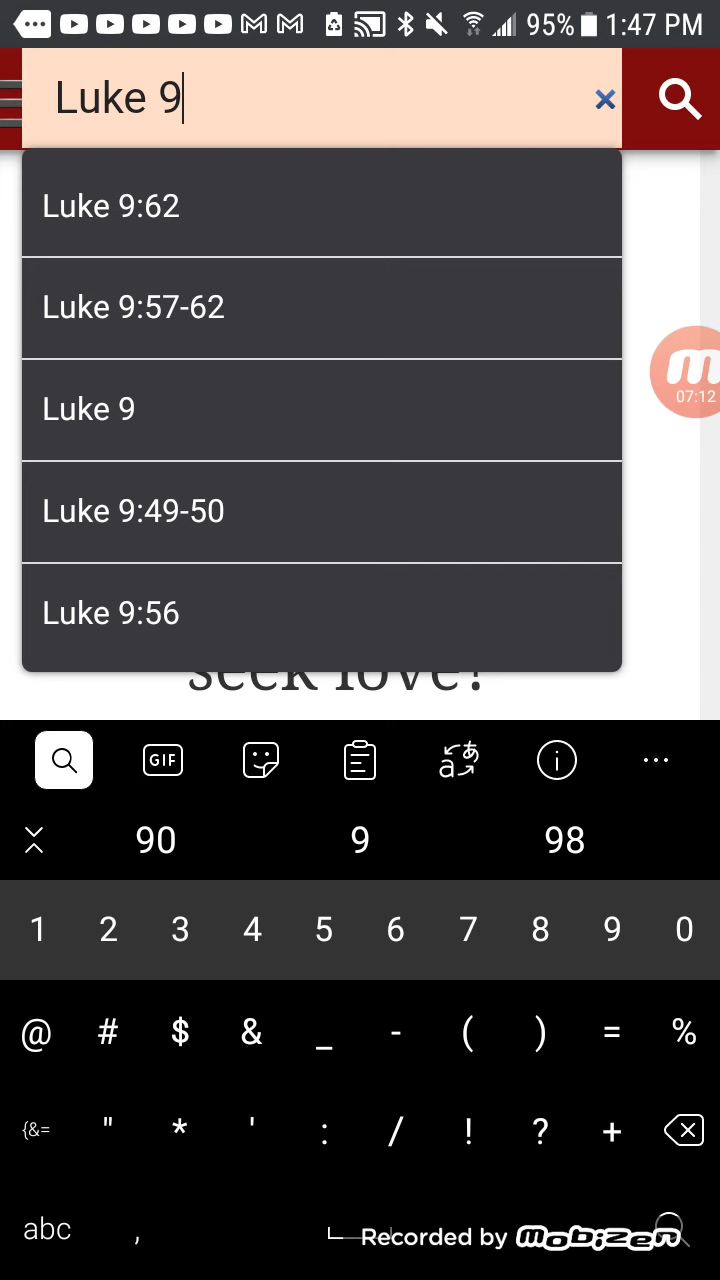 95% 1:47 PM
Luke 9
Luke 9:62
Luke 9:57-62
07:12
Luke 9
Luke 9:49-50
Luke 9:56
seek love?
GIF
90 9 98
1 2 3 4 5 6 7 8 9 0
@ # $ & _ - ( ) = %
{&= " * ' : / ! ? +
abc , Recorded by mobizen